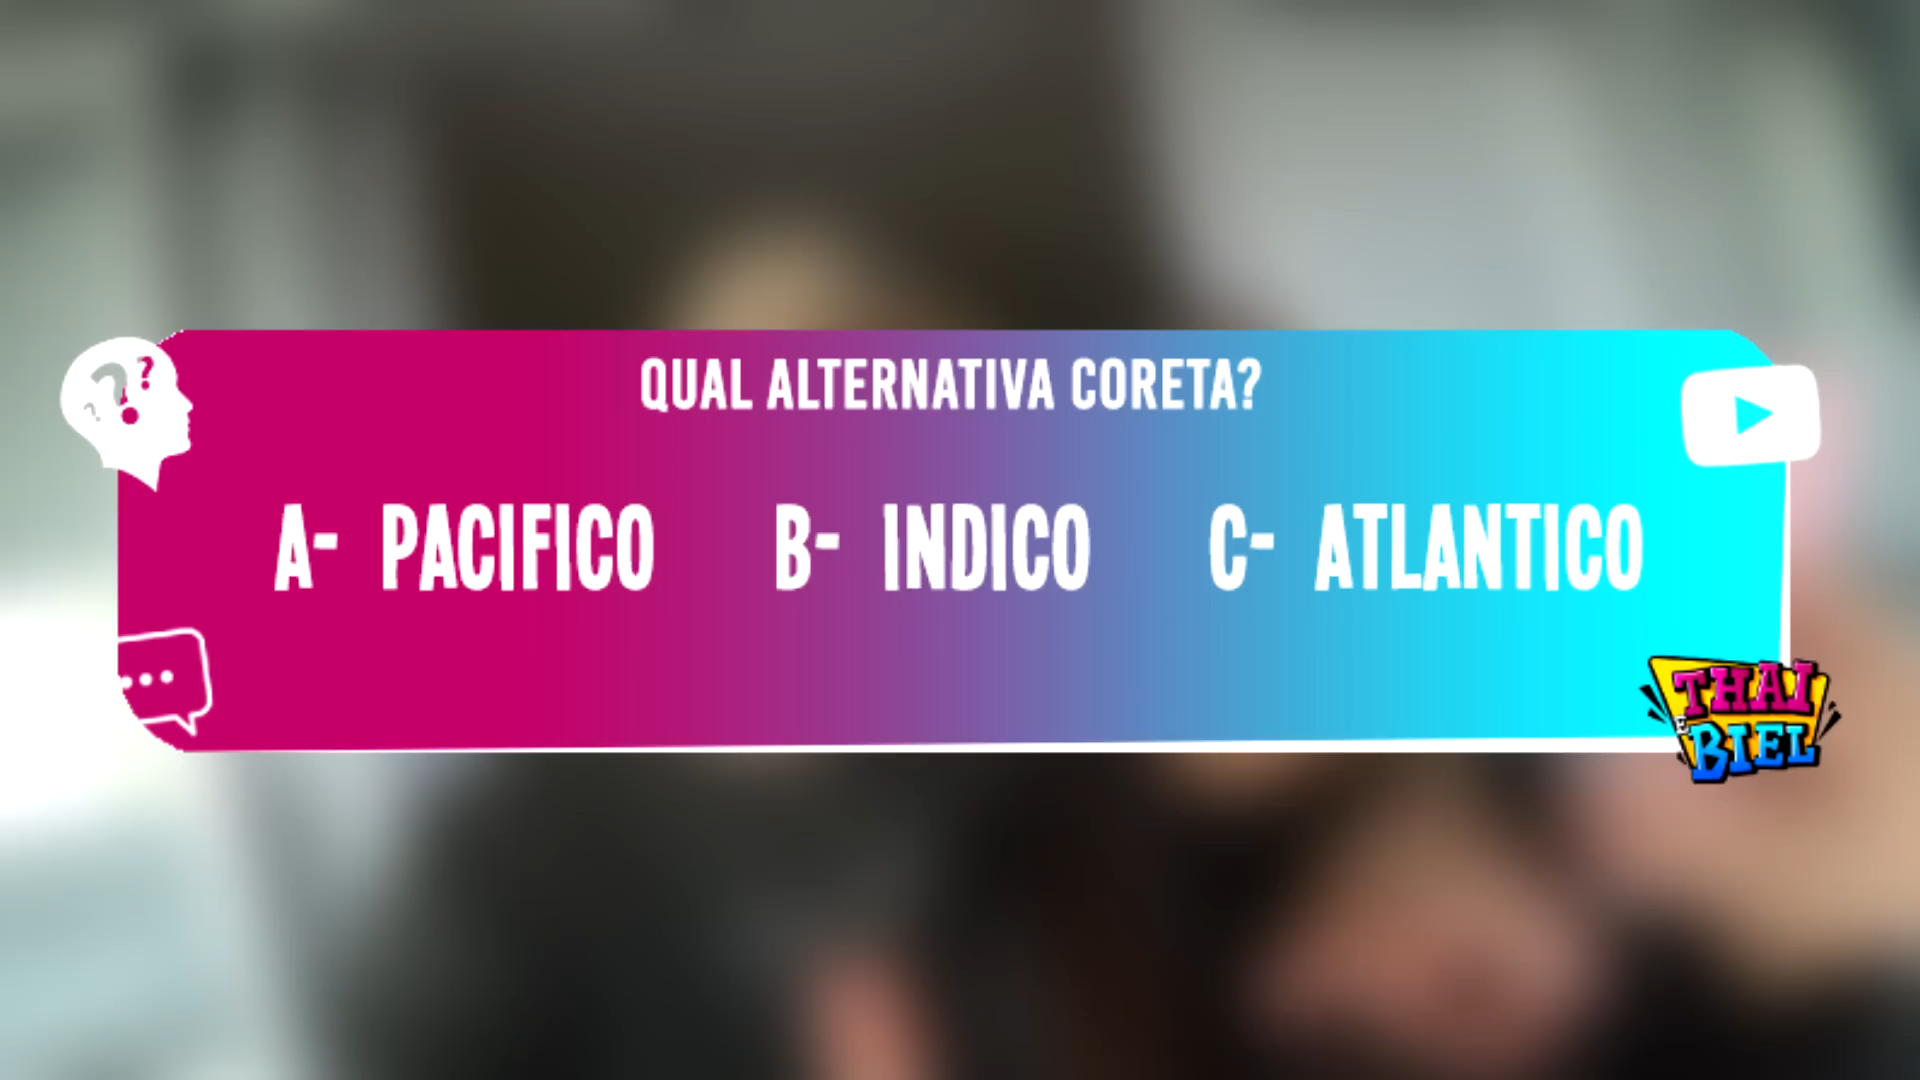 QUAL ALTERNATIVA CORETA?
A- PACIFICO B- INDICO C- ATLANTICO
THAI
E
BIEL